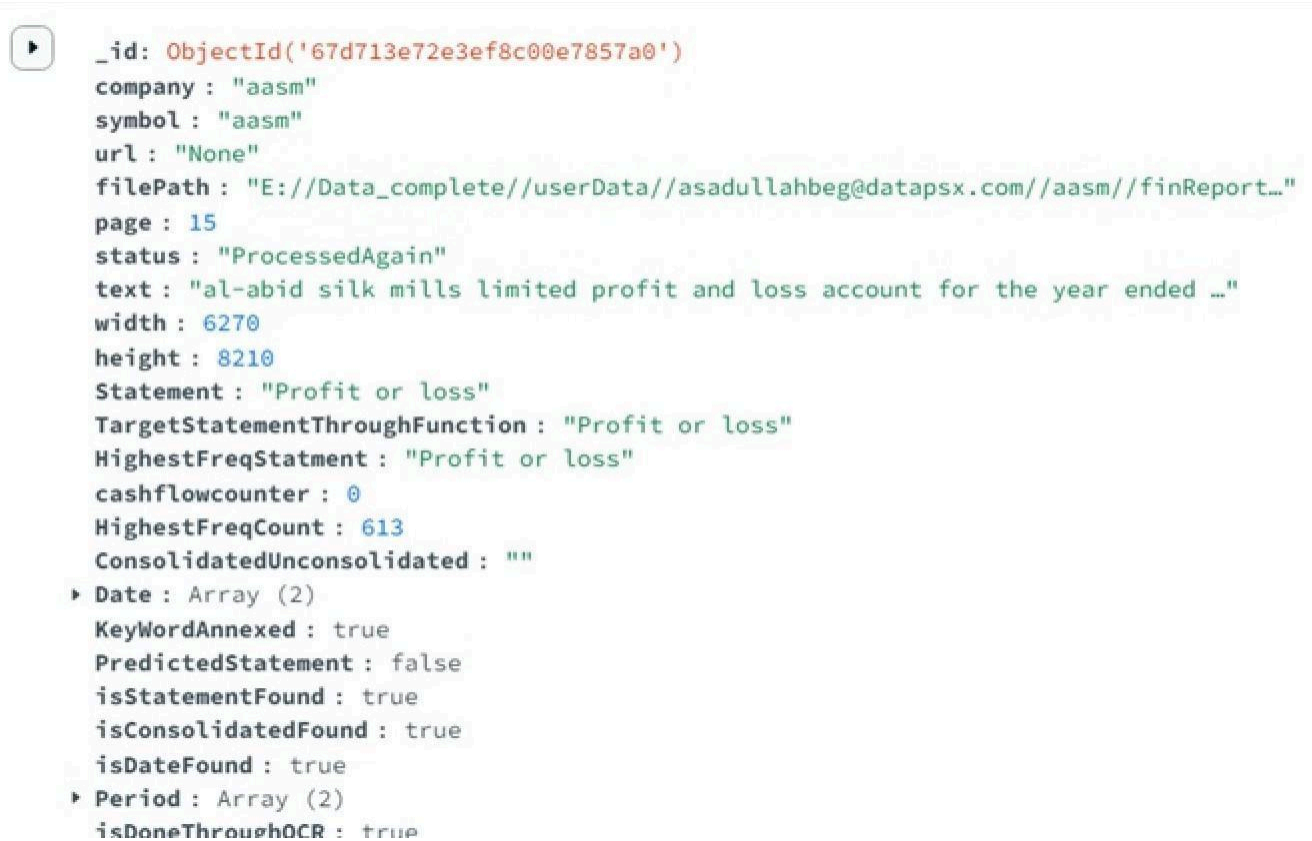 _id: ObjectId('67d713e72e3ef8c00e7857a0')
company : "aasm"
symbol : "aasm"
url : "None"
filePath : "E://Data_complete//userData//asadullahbeg@datapsx.com//aasm//finReport…"
page : 15
status : "ProcessedAgain"
text : "al-abid silk mills limited profit and loss account for the year ended …"
width : 6270
height : 8210
Statement : "Profit or loss"
TargetStatementThroughFunction : "Profit or loss"
HighestFreqStatment : "Profit or loss"
cashflowcounter : 0
HighestFreqCount : 613
ConsolidatedUnconsolidated : ""
Date : Array (2)
KeyWordAnnexed : true
PredictedStatement : false
isStatementFound : true
isConsolidatedFound : true
isDateFound : true
Period : Array (2)
isDoneThroughOCR : true